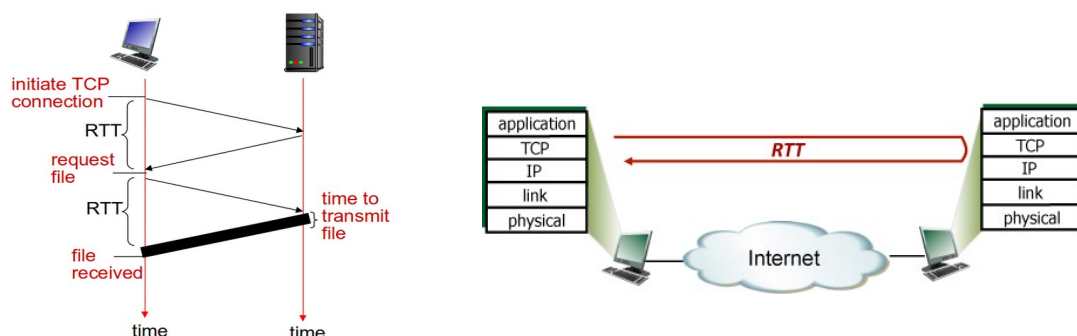 initiate TCP
connection
RTT
request
file
RTT
time to
transmit
file
file
received
time
time
application
TCP
IP
link
physical
RTT
application
TCP
IP
link
physical
Internet